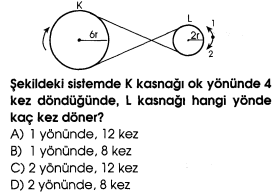 K
L
1
6r
2r
2
Şekildeki sistemde K kasnağı ok yönünde 4
kez döndüğünde, L kasnağı hangi yönde
kaç kez döner?
A) 1 yönünde, 12 kez
B) 1 yönünde, 8 kez
C) 2 yönünde, 12 kez
D) 2 yönünde, 8 kez